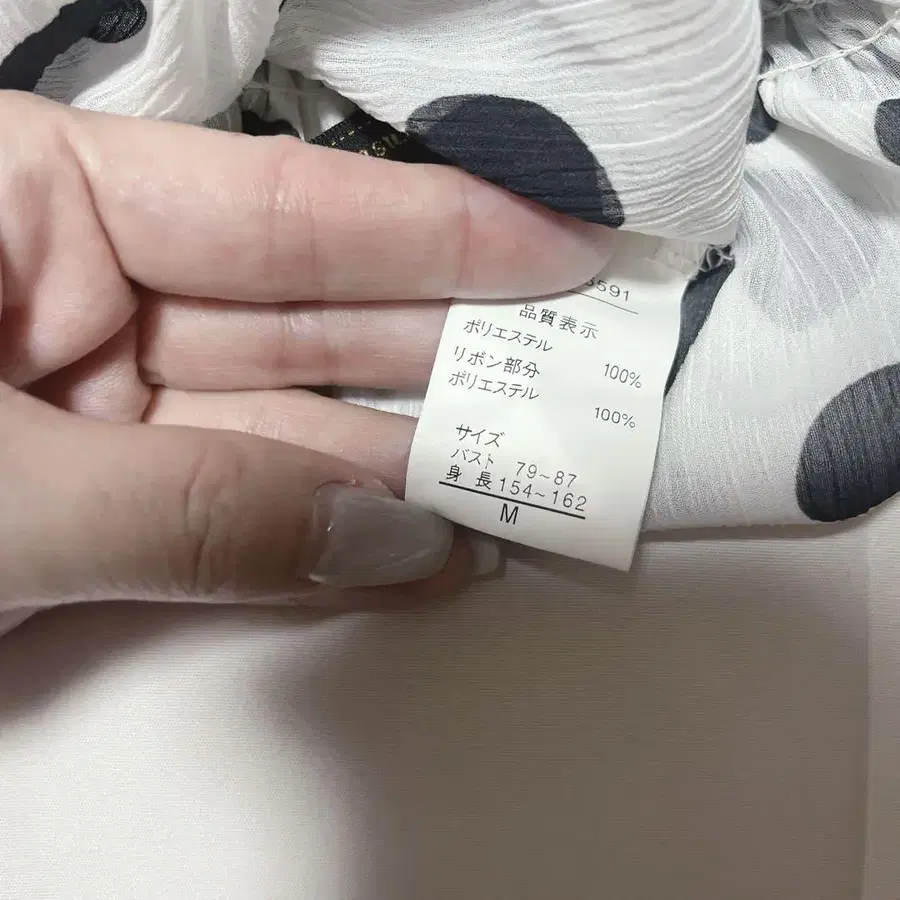 3591
品質表示
ポリエステル
100%
リボン部分
ポリエステル
100%
サイズ
バスト 79~87
身長 154~162
M